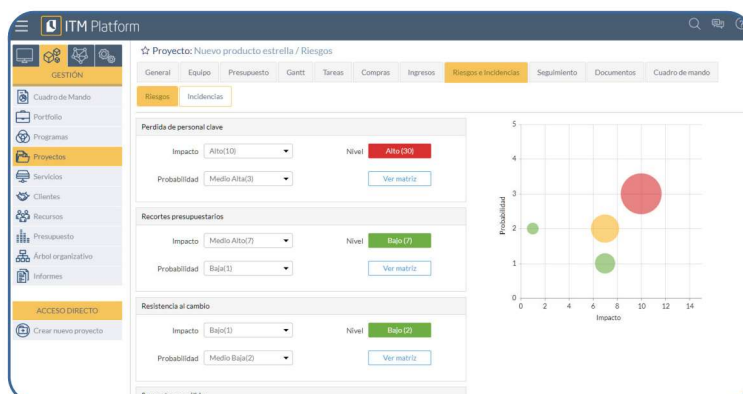 ITM Platform
Proyecto: Nuevo producto estrella / Riesgos
GESTIÓN
General Equipo Presupuesto Gantt Tareas Compras Ingresos Riesgos e Incidencias Seguimiento Documentos Cuadro de mando
Riesgos Incidencias
Cuadro de Mando
Portfolio
Programas
Proyectos
Servicios
Clientes
Recursos
Presupuesto
Árbol organizativo
Informes
ACCESO DIRECTO
Crear nuevo proyecto
Perdida de personal clave
Impacto Alto(10) Nivel Alto (30)
Probabilidad Medio Alta(3) Ver matriz
Recortes presupuestarios
Impacto Medio Alto(7) Nivel Bajo (7)
Probabilidad Baja(1) Ver matriz
Resistencia al cambio
Impacto Bajo(1) Nivel Bajo (2)
Probabilidad Medio Baja(2) Ver matriz
5
4
3
2
1
0
Probabilidad
0 2 4 6 8 10 12 14
Impacto